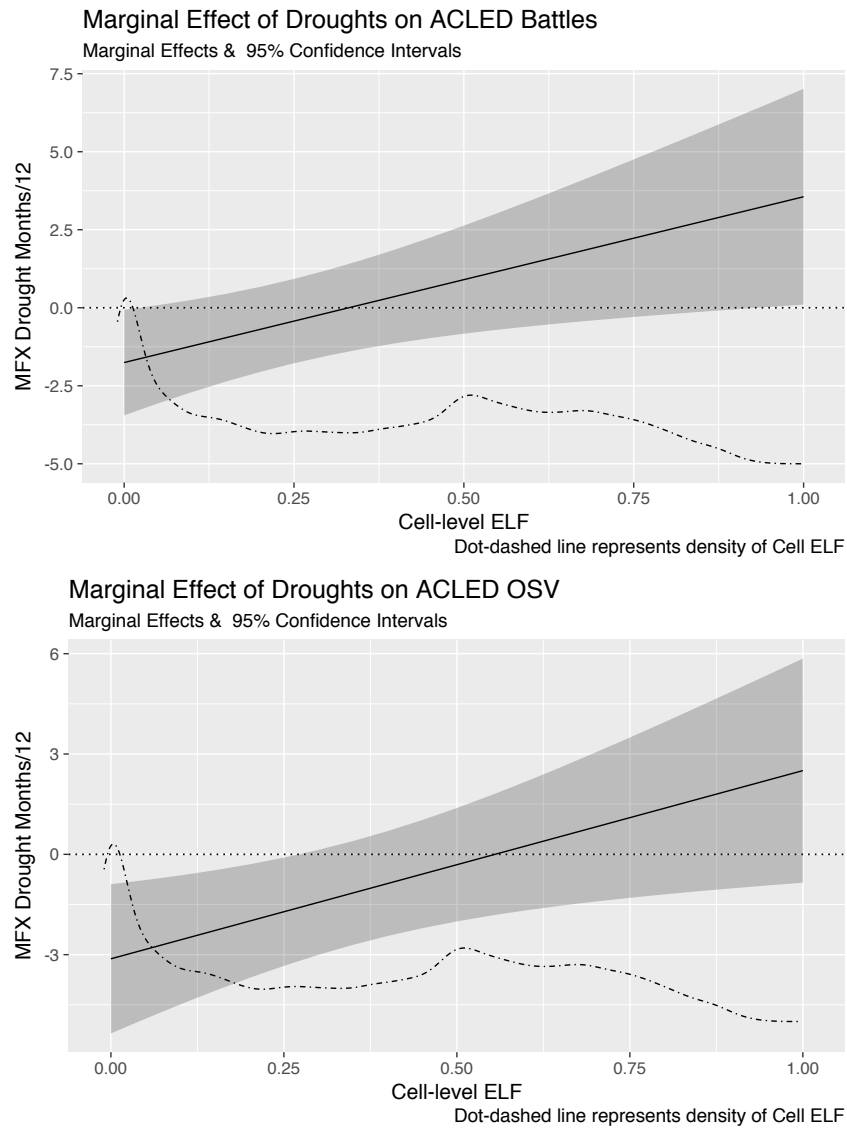 Marginal Effect of Droughts on ACLED Battles
Marginal Effects &  95% Confidence Intervals
7.5
5.0
2.5
0.0
-2.5
-5.0
MFX Drought Months/12
0.00 0.25 0.50 0.75 1.00
Cell-level ELF
Dot-dashed line represents density of Cell ELF
Marginal Effect of Droughts on ACLED OSV
Marginal Effects &  95% Confidence Intervals
6
3
0
-3
MFX Drought Months/12
0.00 0.25 0.50 0.75 1.00
Cell-level ELF
Dot-dashed line represents density of Cell ELF